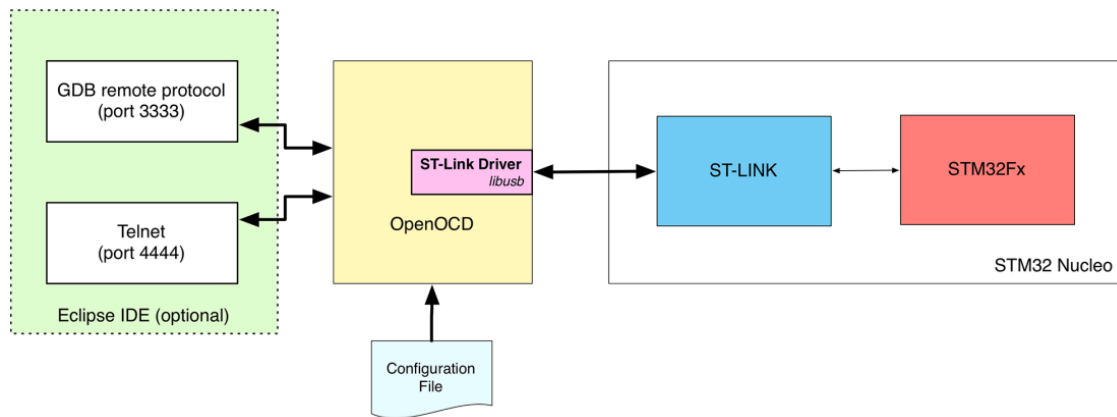 GDB remote protocol
(port 3333)
Telnet
(port 4444)
Eclipse IDE (optional)
ST-Link Driver
libusb
OpenOCD
Configuration
File
ST-LINK
STM32Fx
STM32 Nucleo